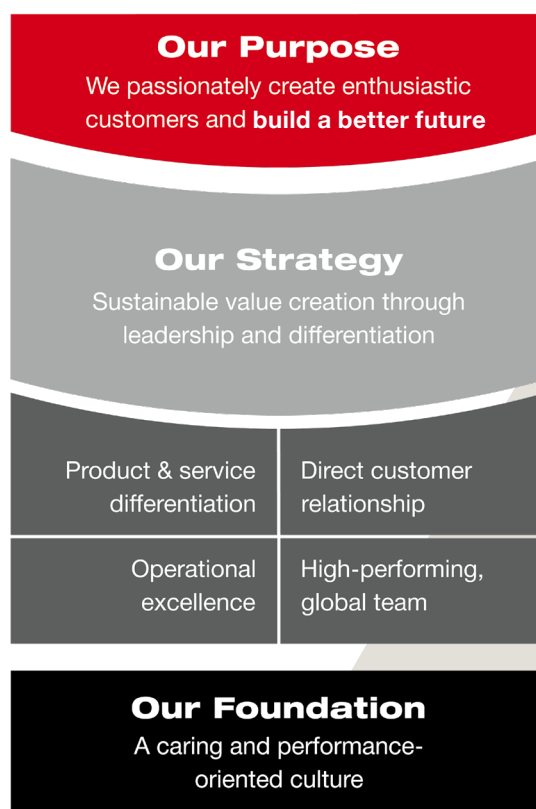 Our Purpose
We passionately create enthusiastic
customers and build a better future
Our Strategy
Sustainable value creation through
leadership and differentiation
Product & service
differentiation
Direct customer
relationship
Operational
excellence
High-performing,
global team
Our Foundation
A caring and performance-
oriented culture